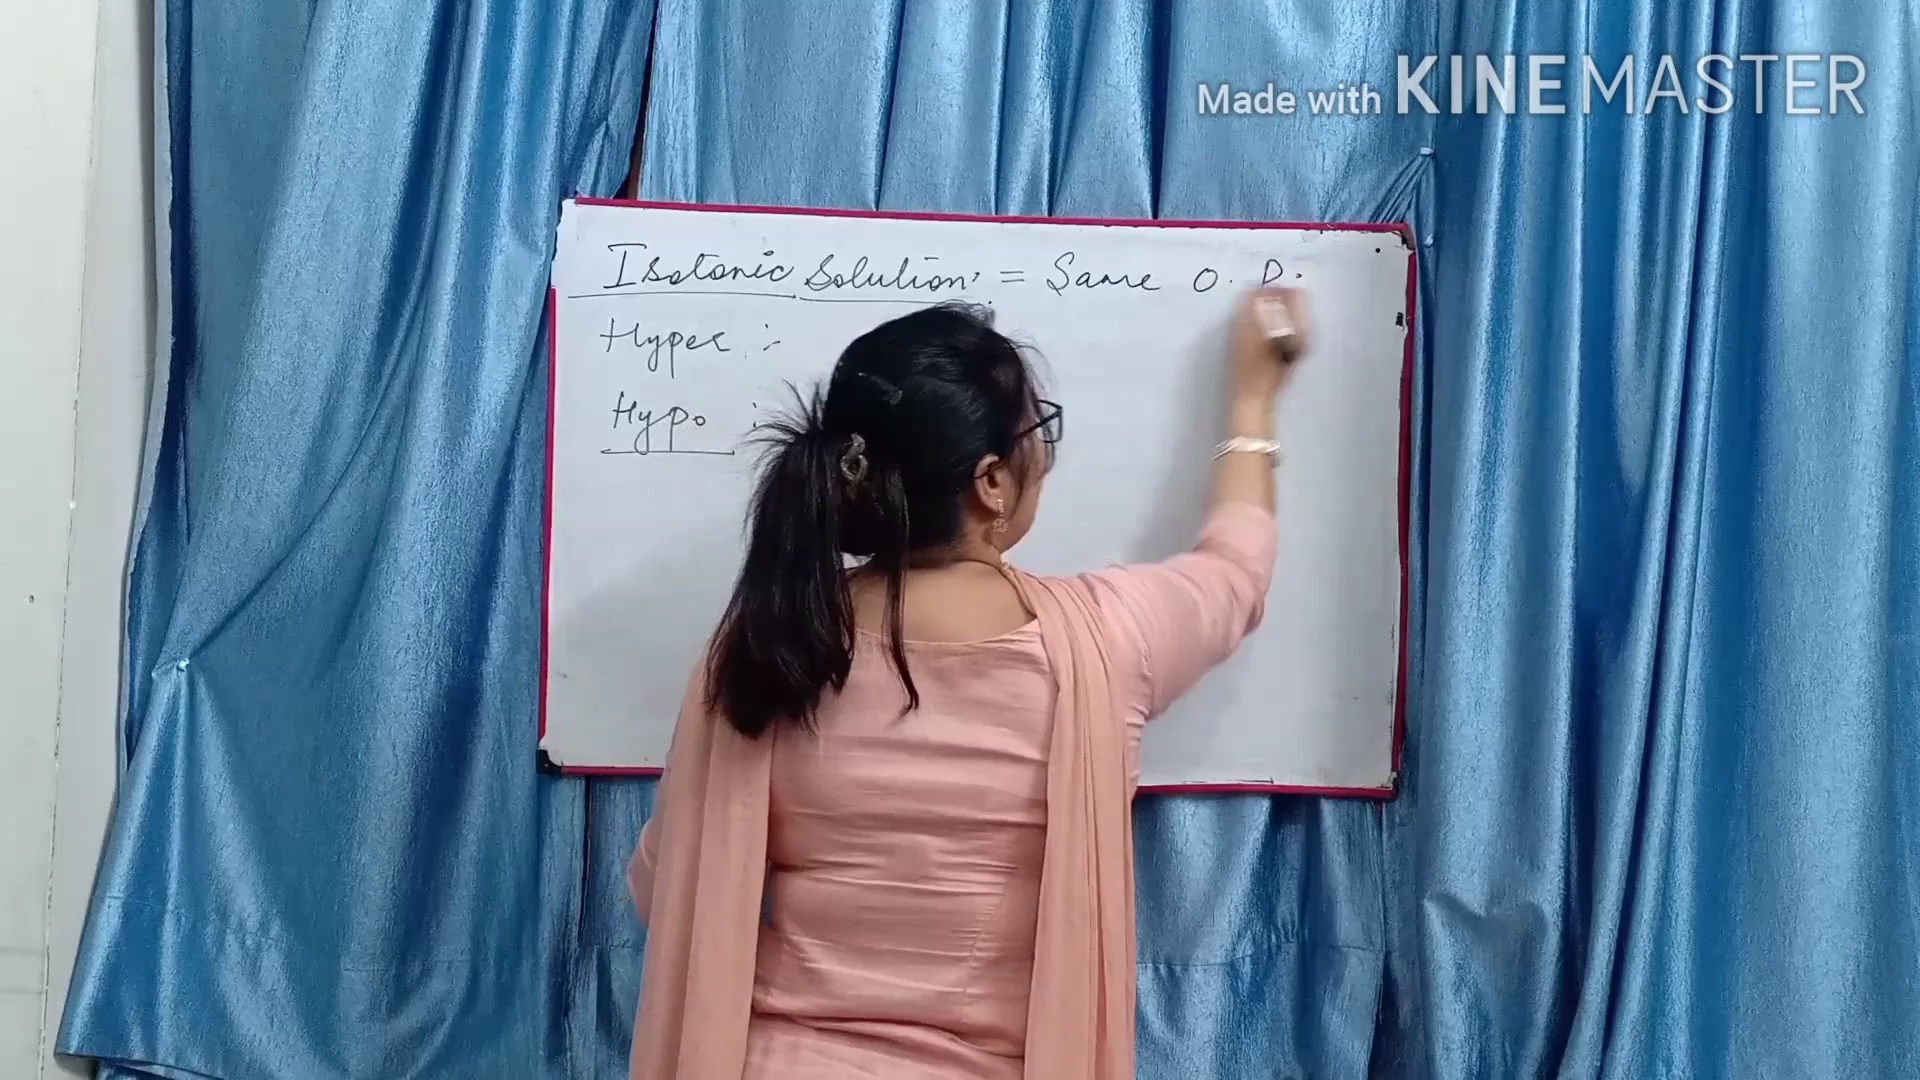 Made with KINEMASTER
Isotonic Solution: = Same O. P.
Hyper :-
Hypo :